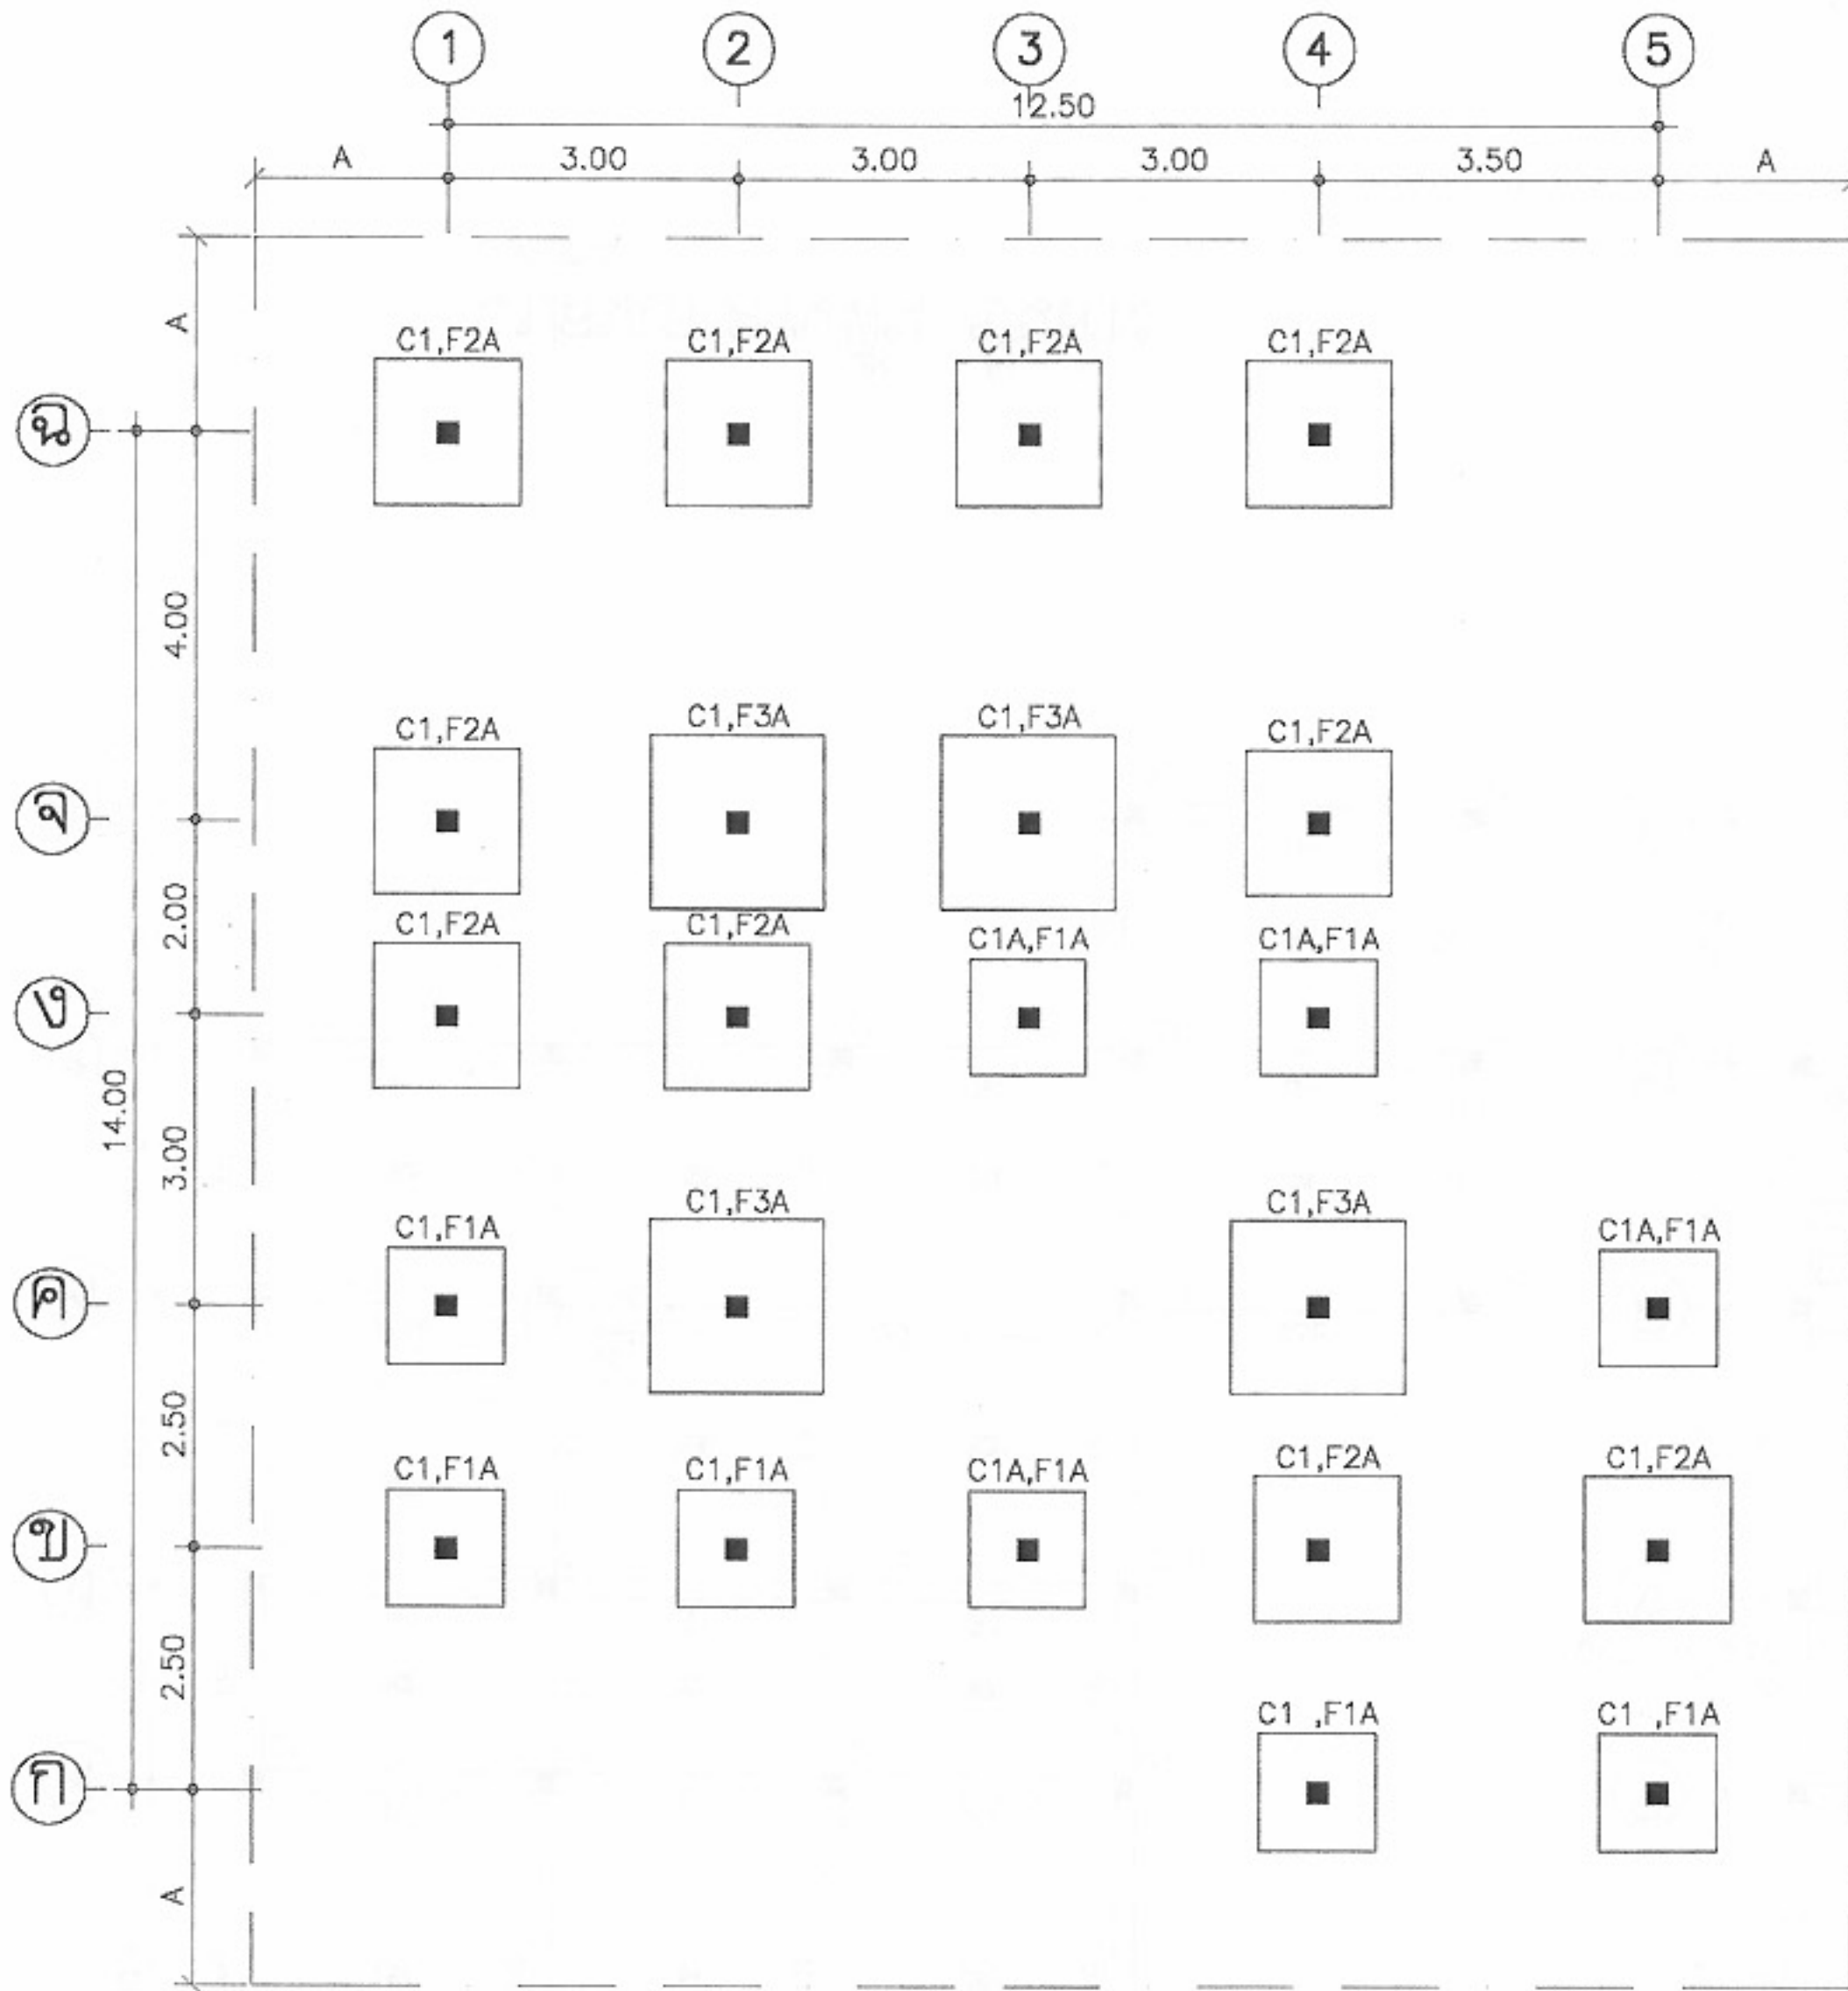 1 2 3 4 5
12.50
A 3.00 3.00 3.00 3.50 A
A
C1,F2A C1,F2A C1,F2A C1,F2A
ฉ
4.00
C1,F2A C1,F3A C1,F3A C1,F2A
จ
2.00
C1,F2A C1,F2A C1A,F1A C1A,F1A
ง
14.00
3.00
C1,F1A C1,F3A C1,F3A C1A,F1A
ค
2.50
C1,F1A C1,F1A C1A,F1A C1,F2A C1,F2A
ข
2.50
C1 ,F1A C1 ,F1A
ก
A